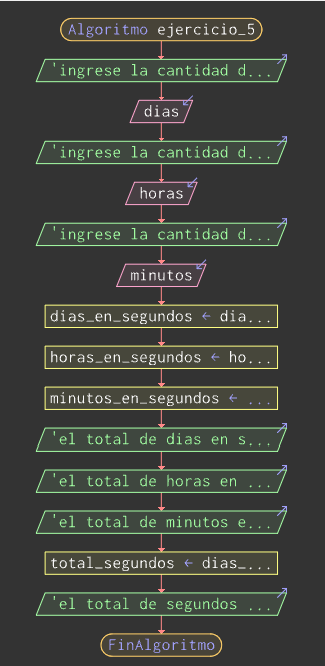 Algoritmo ejercicio_5
'ingrese la cantidad d...
dias
'ingrese la cantidad d...
horas
'ingrese la cantidad d...
minutos
dias_en_segundos ← dia...
horas_en_segundos ← ho...
minutos_en_segundos ← ...
'el total de dias en s...
'el total de horas en ...
'el total de minutos e...
total_segundos ← dias_...
'el total de segundos ...
FinAlgoritmo